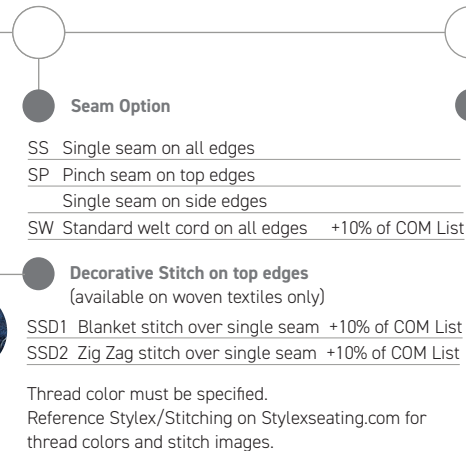 Seam Option
SS Single seam on all edges
SP Pinch seam on top edges
Single seam on side edges
SW Standard welt cord on all edges +10% of COM List
Decorative Stitch on top edges
(available on woven textiles only)
SSD1 Blanket stitch over single seam +10% of COM List
SSD2 Zig Zag stitch over single seam +10% of COM List
Thread color must be specified.
Reference Stylex/Stitching on Stylexseating.com for
thread colors and stitch images.